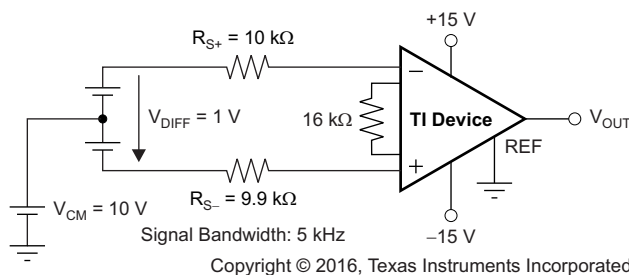 +15 V
R_S+ = 10 kΩ
V_DIFF = 1 V
16 kΩ
−
TI Device
+
V_OUT
REF
R_S− = 9.9 kΩ
V_CM = 10 V
−15 V
Signal Bandwidth: 5 kHz
Copyright © 2016, Texas Instruments Incorporated